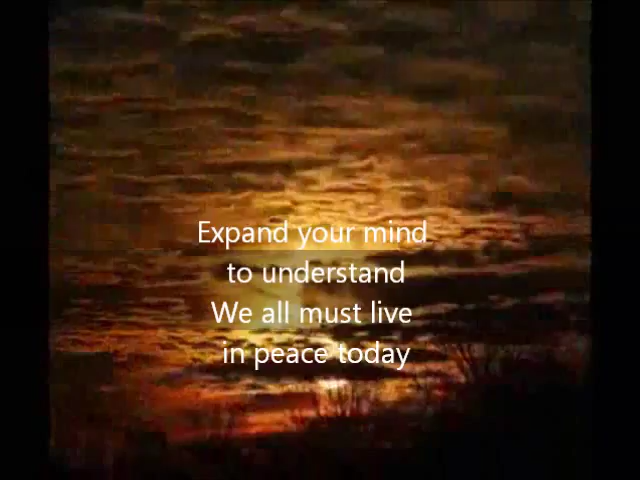 Expand your mind
to understand
We all must live
in peace today